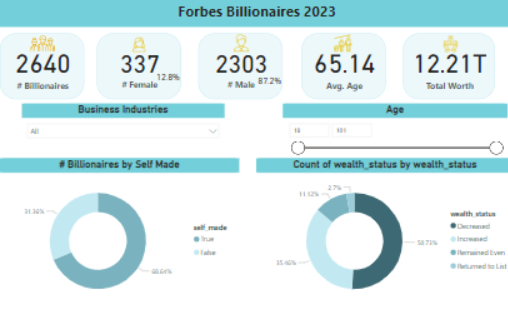 Forbes Billionaires 2023
2640
# Billionaires
337
# Female 12.8%
2303
# Male 87.2%
65.14
Avg. Age
12.21T
Total Worth
Business Industries
All
Age
18 101
# Billionaires by Self Made
31.36%
68.64%
self_made
True
False
Count of wealth_status by wealth_status
2.7%
11.12%
35.46%
50.73%
wealth_status
Decreased
Increased
Remained Even
Returned to List